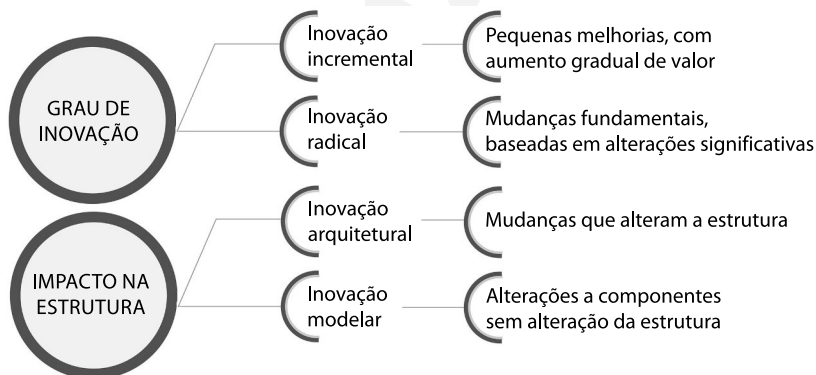 GRAU DE
INOVAÇÃO
Inovação
incremental
Pequenas melhorias, com
aumento gradual de valor
Inovação
radical
Mudanças fundamentais,
baseadas em alterações significativas
IMPACTO NA
ESTRUTURA
Inovação
arquitetural
Mudanças que alteram a estrutura
Inovação
modelar
Alterações a componentes
sem alteração da estrutura